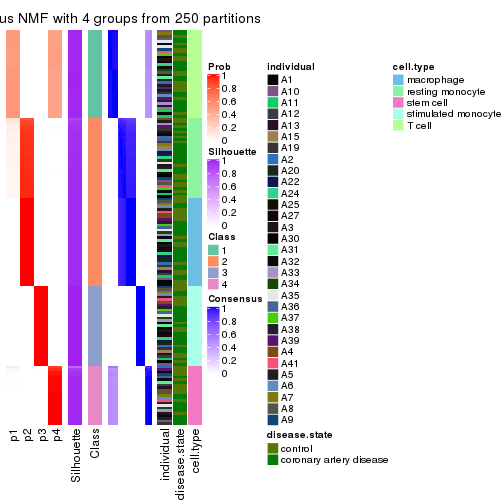 us NMF with 4 groups from 250 partitions
Prob
1
0.8
0.6
0.4
0.2
0
Silhouette
1
0.8
0.6
0.4
0.2
0
Class
1
2
3
4
Consensus
1
0.8
0.6
0.4
0.2
0
individual
A1
A10
A11
A12
A13
A15
A19
A2
A20
A22
A24
A25
A27
A3
A30
A31
A32
A33
A34
A35
A36
A37
A38
A39
A4
A41
A5
A6
A7
A8
A9
disease.state
control
coronary artery disease
cell.type
macrophage
resting monocyte
stem cell
stimulated monocyte
T cell
p1
p2
p3
p4
Silhouette
Class
individual
disease.state
cell.type